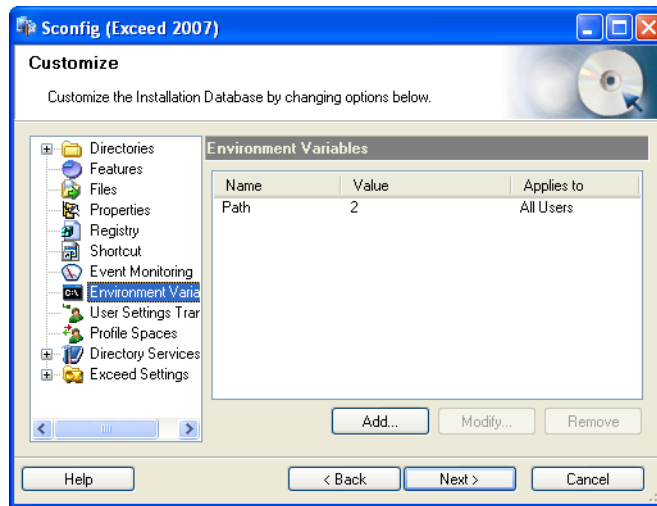 Sconfig (Exceed 2007)
Customize
Customize the Installation Database by changing options below.
Directories
Features
Files
Properties
Registry
Shortcut
Event Monitoring
Environment Varia
User Settings Tran
Profile Spaces
Directory Services
Exceed Settings
Environment Variables
Name Value Applies to
Path 2 All Users
Add... Modify... Remove
Help < Back Next > Cancel